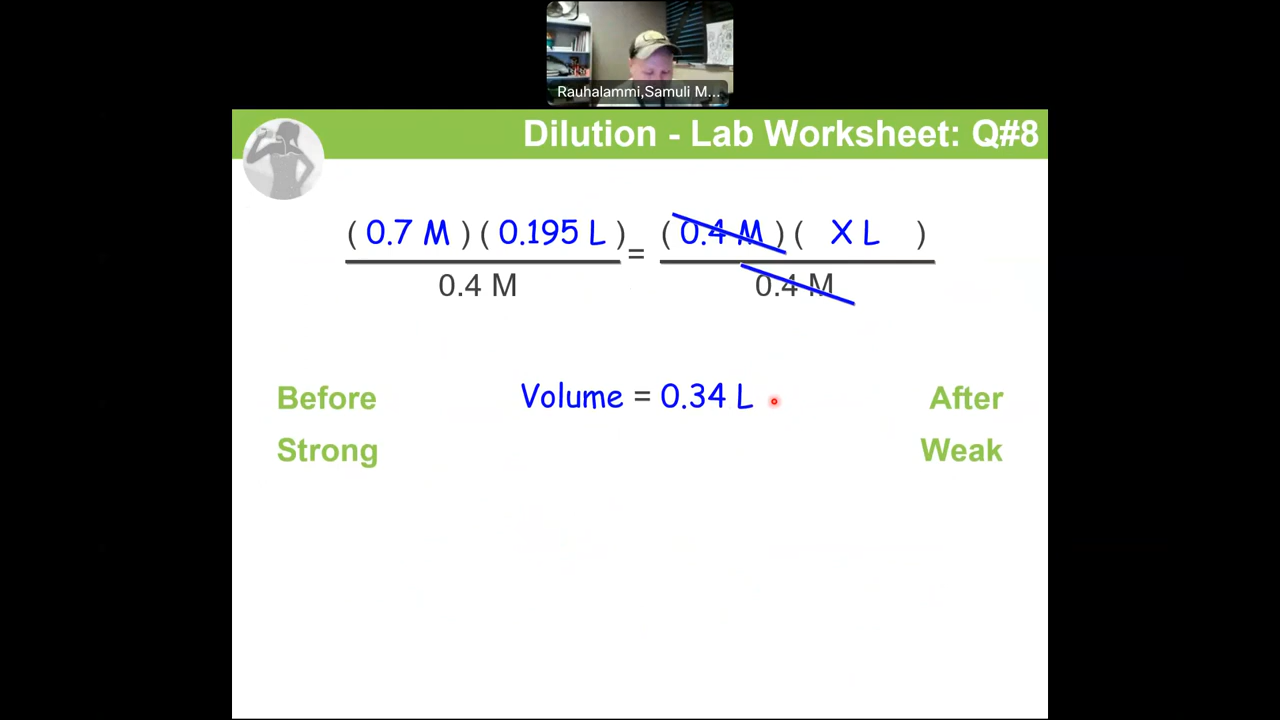 Rauhalammi,Samuli M...
Dilution - Lab Worksheet: Q#8
( 0.7 M ) ( 0.195 L ) = ( 0.4 M ) ( X L )
0.4 M 0.4 M
Before Volume = 0.34 L After
Strong Weak